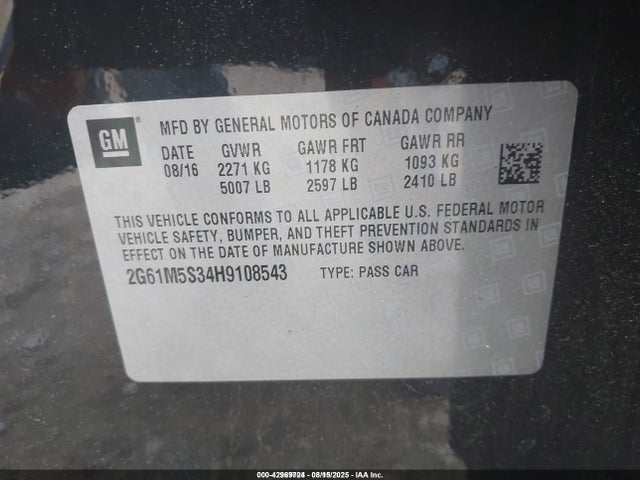 GM
MFD BY GENERAL MOTORS OF CANADA COMPANY
DATE GVWR GAWR FRT GAWR RR
08/16 2271 KG 1178 KG 1093 KG
5007 LB 2597 LB 2410 LB
THIS VEHICLE CONFORMS TO ALL APPLICABLE U.S. FEDERAL MOTOR
VEHICLE SAFETY, BUMPER, AND THEFT PREVENTION STANDARDS IN
EFFECT ON THE DATE OF MANUFACTURE SHOWN ABOVE.
2G61M5S34H9108543 TYPE: PASS CAR
08/15/2025 - IAA Inc.